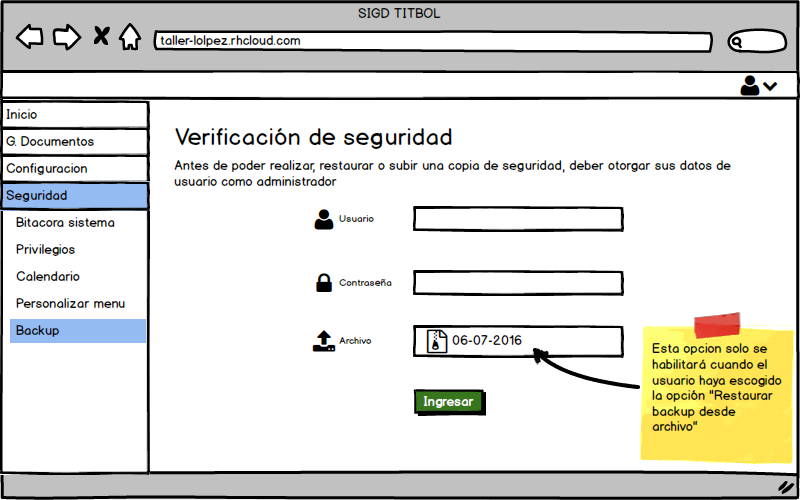 SIGD TITBOL
taller-lolpez.rhcloud.com
Inicio
G. Documentos
Configuracion
Seguridad
Bitacora sistema
Privilegios
Calendario
Personalizar menu
Backup
Verificación de seguridad
Antes de poder realizar, restaurar o subir una copia de seguridad, deber otorgar sus datos de
usuario como administrador
Usuario
Contraseña
Archivo
06-07-2016
Ingresar
Esta opcion solo se
habilitará cuando el
usuario haya escogido
la opción "Restaurar
backup desde
archivo"